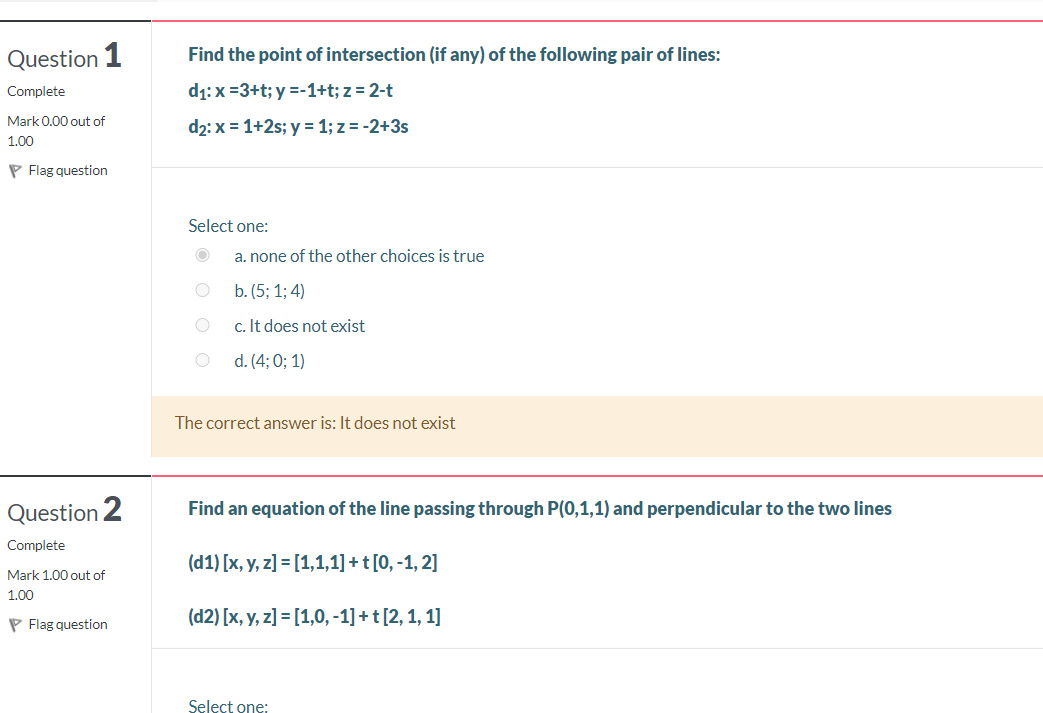 Question 1
Complete
Mark 0.00 out of
1.00
Flag question
Find the point of intersection (if any) of the following pair of lines:
d1: x =3+t; y =-1+t; z = 2-t
d2: x = 1+2s; y = 1; z = -2+3s
Select one:
a. none of the other choices is true
b. (5; 1; 4)
c. It does not exist
d. (4; 0; 1)
The correct answer is: It does not exist
Question 2
Complete
Mark 1.00 out of
1.00
Flag question
Find an equation of the line passing through P(0,1,1) and perpendicular to the two lines
(d1) [x, y, z] = [1,1,1] + t [0, -1, 2]
(d2) [x, y, z] = [1,0, -1] + t [2, 1, 1]
Select one: